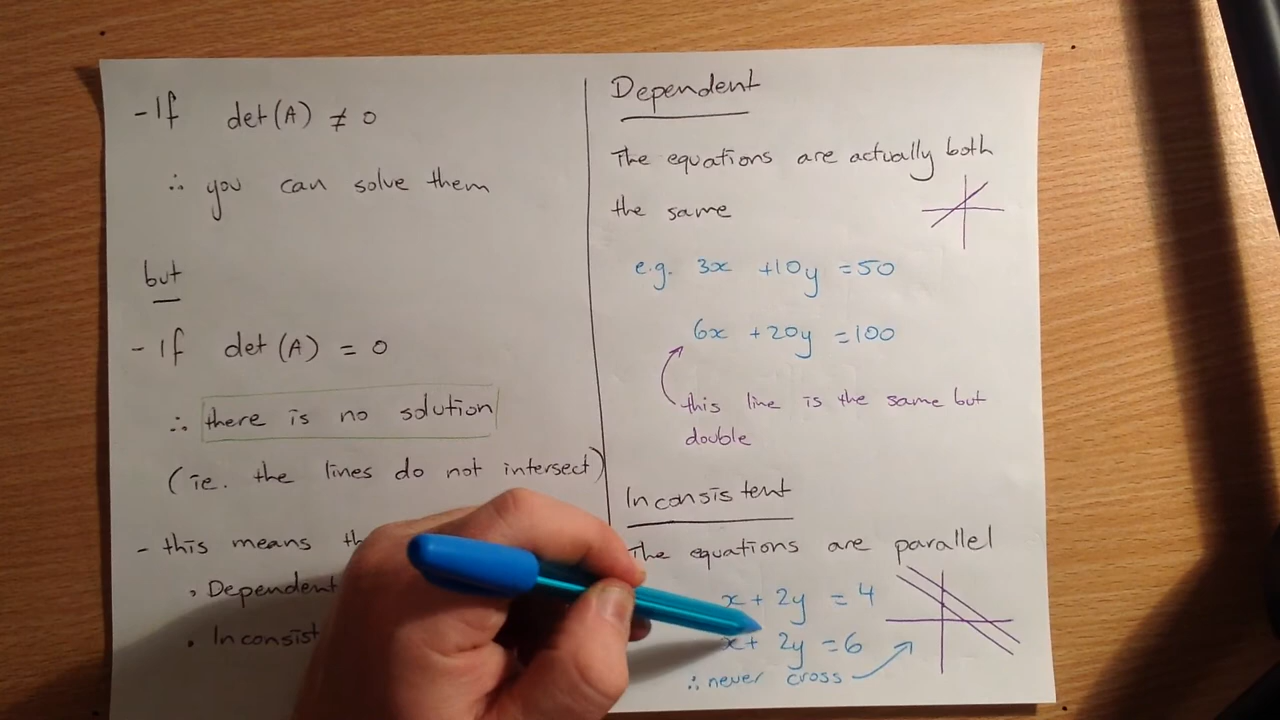 - If det(A) ≠ 0
∴ you can solve them
but
- If det(A) = 0
∴ there is no solution
(ie. the lines do not intersect)
- this means
• Dependent
• Inconsist
Dependent
The equations are actually both
the same
e.g. 3x +10y =50
6x +20y =100
this line is the same but
double
Inconsistent
The equations are parallel
x + 2y = 4
x + 2y = 6
∴ never cross